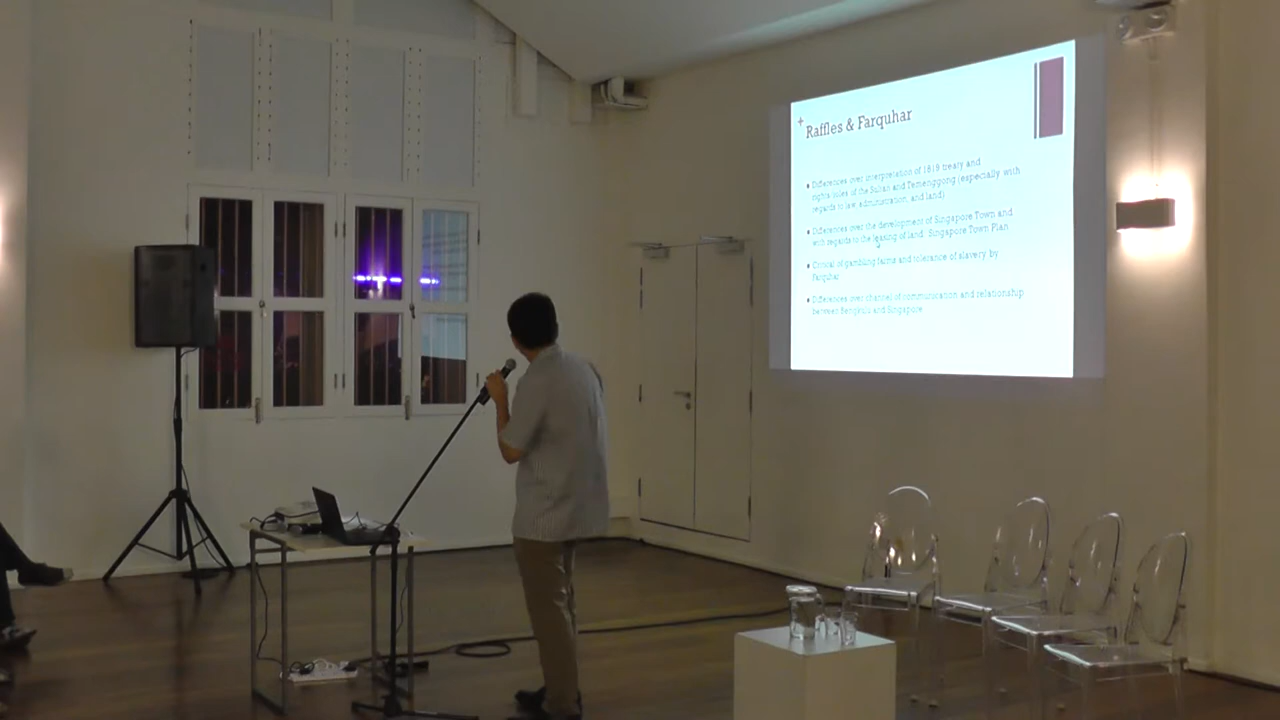 +
Raffles & Farquhar
• Differences over interpretation of 1819 treaty and
rights/roles of the Sultan and Temenggong (especially with
regards to law, administration, and land)
• Differences over the development of Singapore Town and
with regards to the leasing of land: Singapore Town Plan
• Critical of gambling farms and tolerance of slavery by
Farquhar
• Differences over channel of communication and relationship
between Bengkulu and Singapore